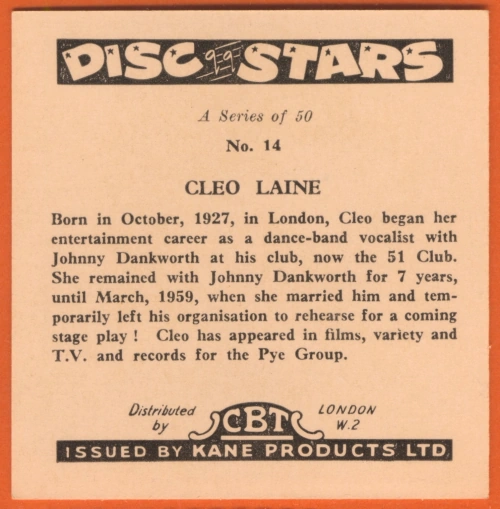 DISC STARS
A Series of 50
No. 14
CLEO LAINE
Born in October, 1927, in London, Cleo began her
entertainment career as a dance-band vocalist with
Johnny Dankworth at his club, now the 51 Club.
She remained with Johnny Dankworth for 7 years,
until March, 1959, when she married him and tem-
porarily left his organisation to rehearse for a coming
stage play ! Cleo has appeared in films, variety and
T.V. and records for the Pye Group.
Distributed
by
CBT
LONDON
W.2
ISSUED BY KANE PRODUCTS LTD.